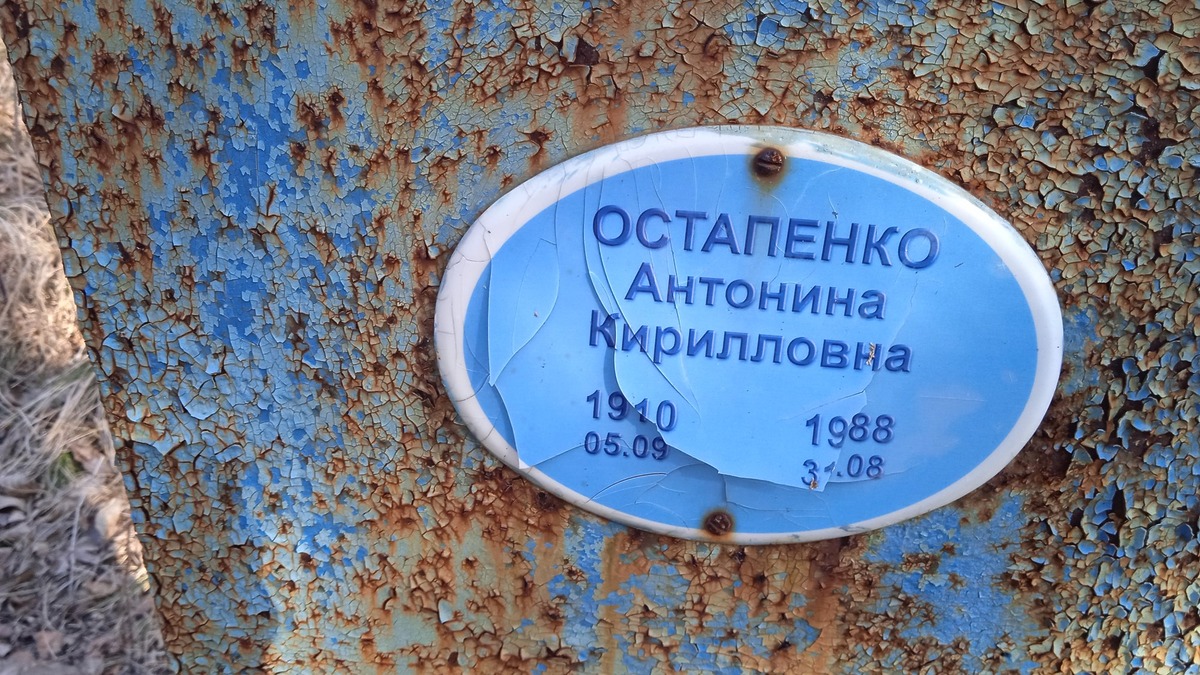 ОСТАПЕНКО
Антонина
Кирилловна
1910 1988
05.09 31.08